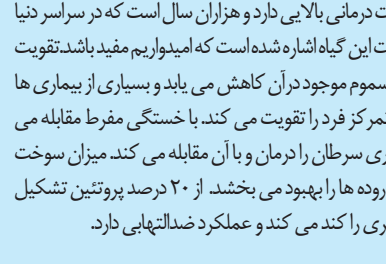 ت درمانی بالایی دارد و هزاران سال است که در سراسر دنیا
ت این گیاه اشاره شده است که امیدواریم مفید باشد. تقویت
سموم موجود در آن کاهش می یابد و بسیاری از بیماری ها
تمرکز فرد را تقویت می کند. با خستگی مفرط مقابله می
ری سرطان را درمان و با آن مقابله می کند. میزان سوخت
روده ها را بهبود می بخشد. از ۲۰ درصد پروتئین تشکیل
ری را کند می کند و عملکرد ضدالتهابی دارد.